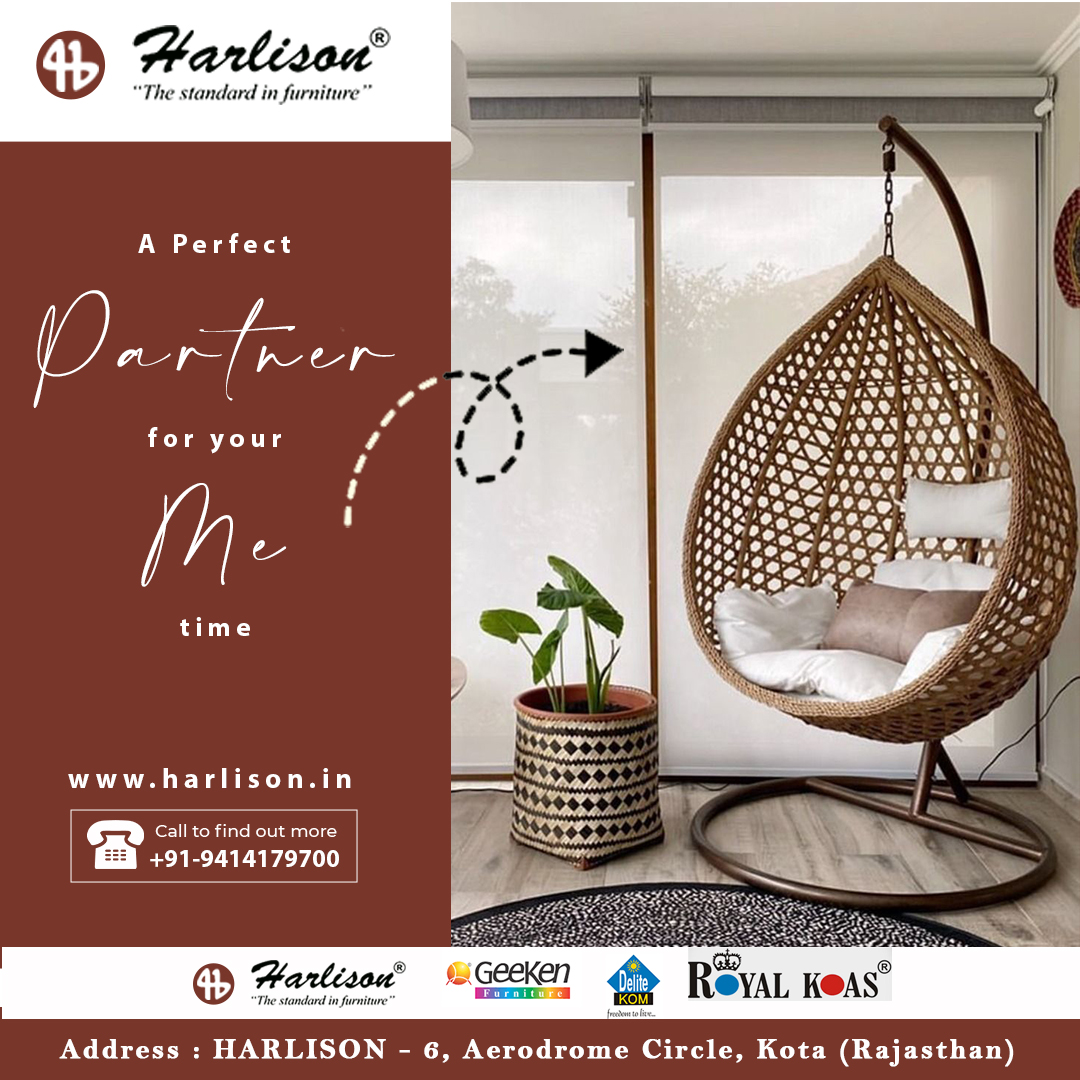 Harlison®
"The standard in furniture"
A Perfect
Partner
for your
Me
time
www.harlison.in
Call to find out more
+91-9414179700
Harlison®
"The standard in furniture"
GeeKen
Furniture
Delite
KOM
freedom to live...
ROYAL KOAS®
Address : HARLISON - 6, Aerodrome Circle, Kota (Rajasthan)